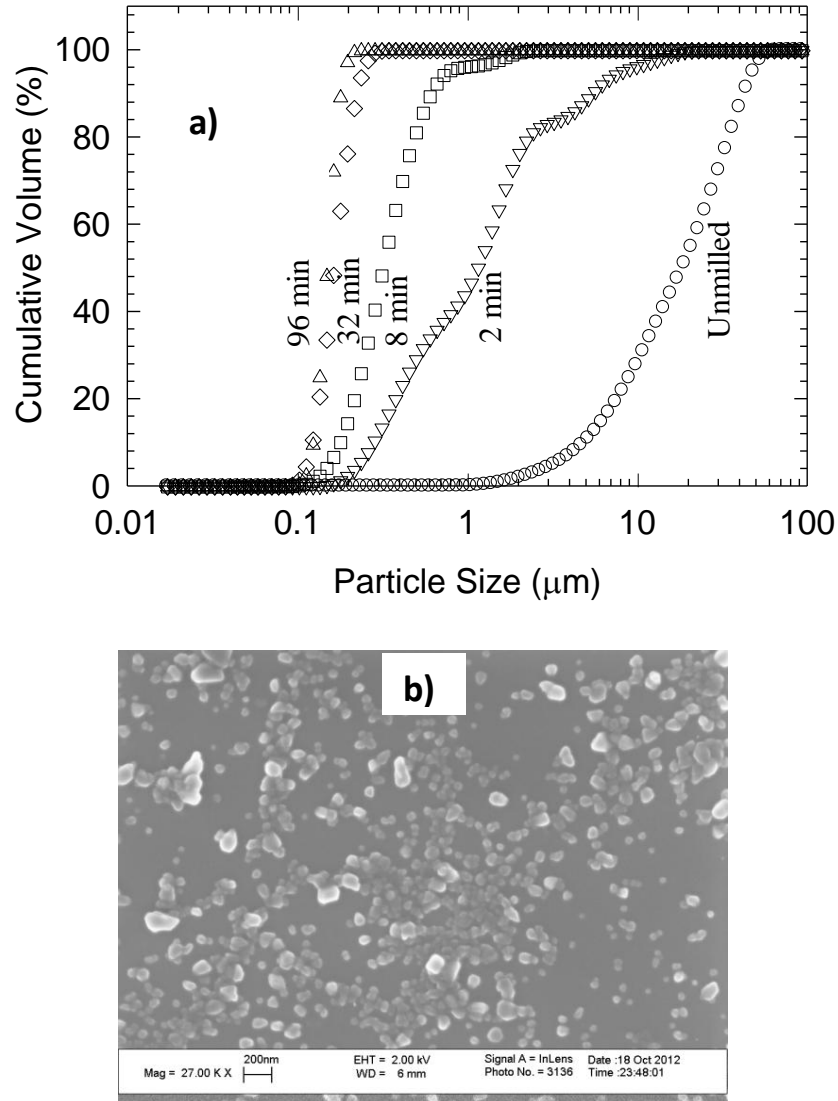 a)
Cumulative Volume (%)
100
80
60
40
20
0
96 min
32 min
8 min
2 min
Unmilled
0.01
0.1
1
10
100
Particle Size (μm)
b)
Mag = 27.00 K X
200nm
EHT = 2.00 kV
WD = 6 mm
Signal A = InLens
Photo No. = 3136
Date :18 Oct 2012
Time :23:48:01